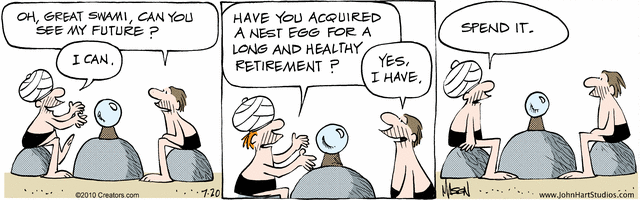 OH, GREAT SWAMI, CAN YOU
SEE MY FUTURE?
I CAN.
©2010 Creators.com
7.20
HAVE YOU ACQUIRED
A NEST EGG FOR A
LONG AND HEALTHY
RETIREMENT?
YES,
I HAVE.
SPEND IT.
www.JohnHartStudios.com